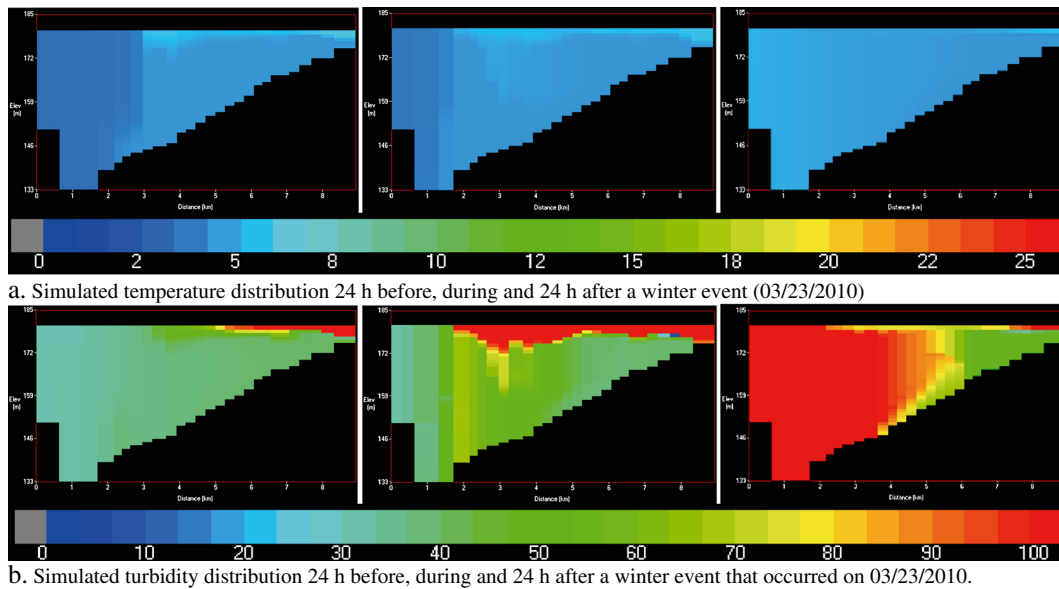 185
172
159
146
133
Elev
[m]
0 1 2 3 4 5 6 7 8
Distance [km]
185
172
159
146
133
Elev
[m]
0 1 2 3 4 5 6 7 8
Distance [km]
185
172
159
146
133
Elev
[m]
0 1 2 3 4 5 6 7 8
Distance [km]
0 2 5 8 10 12 15 18 20 22 25
a. Simulated temperature distribution 24 h before, during and 24 h after a winter event (03/23/2010)
185
172
159
146
133
Elev
[m]
0 1 2 3 4 5 6 7 8
Distance [km]
185
172
159
146
133
Elev
[m]
0 1 2 3 4 5 6 7 8
Distance [km]
185
172
159
146
133
Elev
[m]
0 1 2 3 4 5 6 7 8
Distance [km]
0 10 20 30 40 50 60 70 80 90 100
b. Simulated turbidity distribution 24 h before, during and 24 h after a winter event that occurred on 03/23/2010.